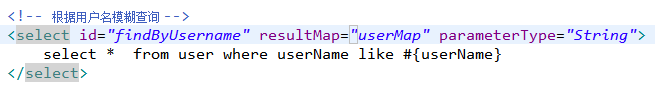 <!-- 根据用户名模糊查询 -->
<select id="findByUsername" resultMap="userMap" parameterType="String">
select *  from user where userName like #{userName}
</select>